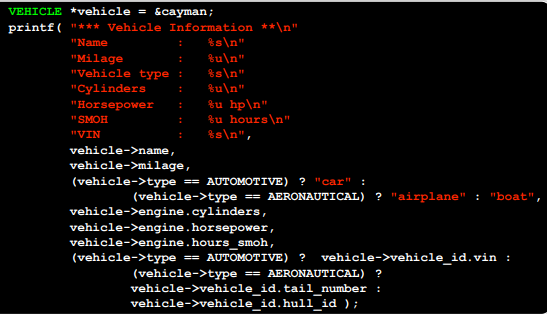 VEHICLE *vehicle = &cayman;
printf( "*** Vehicle Information **\n"
"Name : %s\n"
"Milage : %u\n"
"Vehicle type : %s\n"
"Cylinders : %u\n"
"Horsepower : %u hp\n"
"SMOH : %u hours\n"
"VIN : %s\n",
vehicle->name,
vehicle->milage,
(vehicle->type == AUTOMOTIVE) ? "car" :
(vehicle->type == AERONAUTICAL) ? "airplane" : "boat",
vehicle->engine.cylinders,
vehicle->engine.horsepower,
vehicle->engine.hours_smoh,
(vehicle->type == AUTOMOTIVE) ? vehicle->vehicle_id.vin :
(vehicle->type == AERONAUTICAL) ?
vehicle->vehicle_id.tail_number :
vehicle->vehicle_id.hull_id );